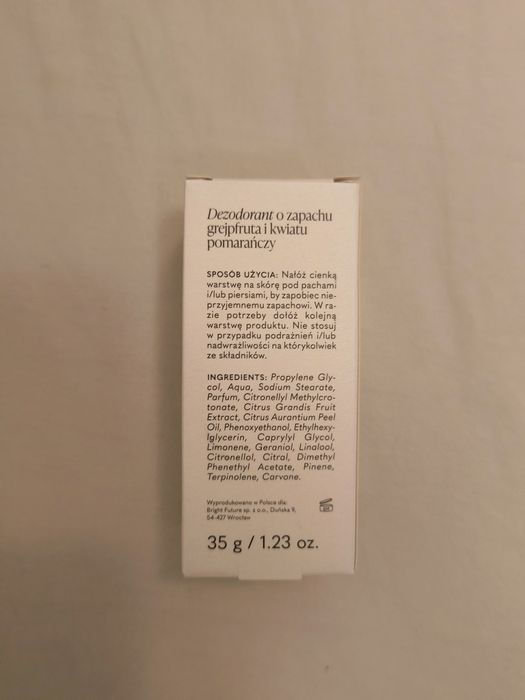 Dezodorant o zapachu
grejpfruta i kwiatu
pomarańczy
SPOSÓB UŻYCIA: Nałóż cienką
warstwę na skórę pod pachami
i/lub piersiami, by zapobiec nie-
przyjemnemu zapachowi. W ra-
zie potrzeby dołóż kolejną
warstwę produktu. Nie stosuj
w przypadku podrażnień i/lub
nadwrażliwości na którykolwiek
ze składników.
INGREDIENTS: Propylene Gly-
col, Aqua, Sodium Stearate,
Parfum, Citronellyl Methylcro-
tonate, Citrus Grandis Fruit
Extract, Citrus Aurantium Peel
Oil, Phenoxyethanol, Ethylhexy-
lglycerin, Caprylyl Glycol,
Limonene, Geraniol, Linalool,
Citronellol, Citral, Dimethyl
Phenethyl Acetate, Pinene,
Terpinolene, Carvone.
Wyprodukowano w Polsce dla:
Bright Future sp. z o.o., Duńska 9,
54-427 Wrocław
35 g / 1.23 oz.